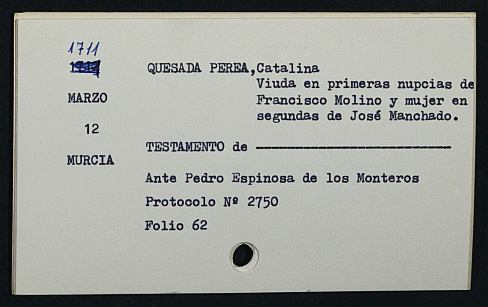 1711
QUESADA PEREA, Catalina
Viuda en primeras nupcias de
MARZO
Francisco Molino y mujer en
segundas de José Manchado.
12
TESTAMENTO de ----------------------------
MURCIA
Ante Pedro Espinosa de los Monteros
Protocolo Nº 2750
Folio 62